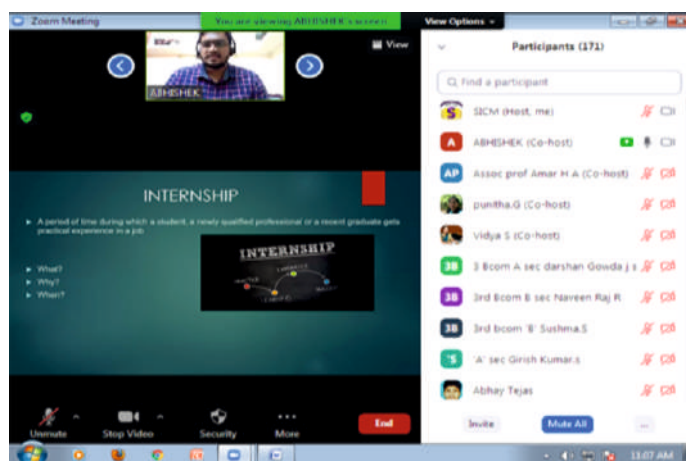 Zoom Meeting
You are viewing ABHISHEK's screen
View Options
View
ABHISHEK
INTERNSHIP
A period of time during which a student, a newly qualified professional or a recent graduate gets
practical experience in a job
What?
Why?
When?
INTERNSHIP
Unmute
Stop Video
Security
More
End
Participants (171)
Find a participant
SICM (Host, me)
A
ABHISHEK (Co-host)
AP
Assoc prof Amar H A (Co-host)
punitha.G (Co-host)
Vidya S (Co-host)
3B
3 Bcom A sec darshan Gowda j s
3B
3rd Bcom B sec Naveen Raj R
3B
3rd bcom 'B' Sushma.S
'S
'A' sec Girish Kumar.s
Abhay Tejas
Invite
Mute All
...
11:07 AM